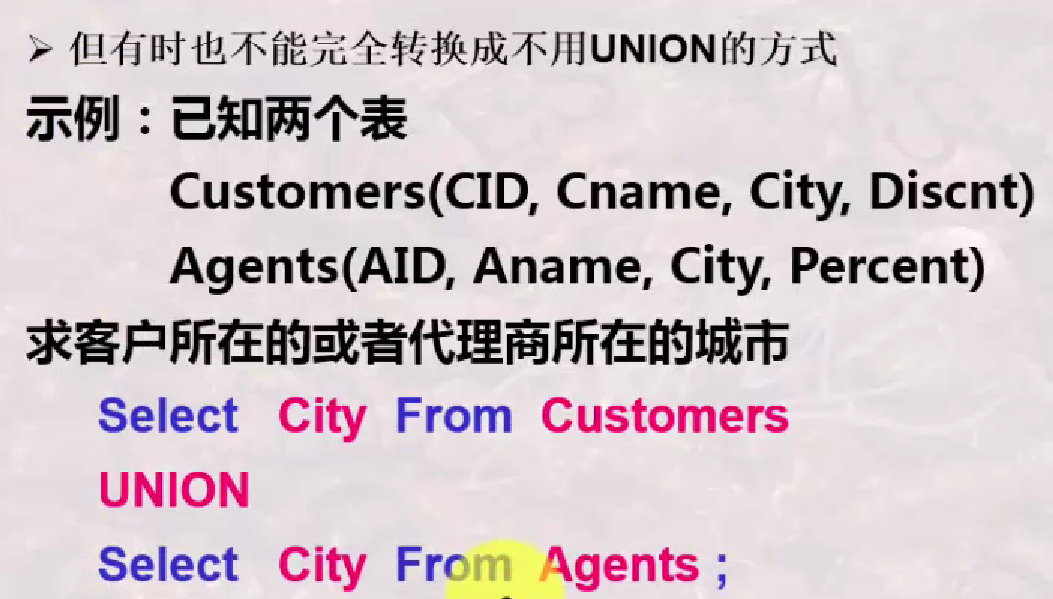 ➢ 但有时也不能完全转换成不用UNION的方式
示例：已知两个表
Customers(CID, Cname, City, Discnt)
Agents(AID, Aname, City, Percent)
求客户所在的或者代理商所在的城市
Select City From Customers
UNION
Select City From Agents ;